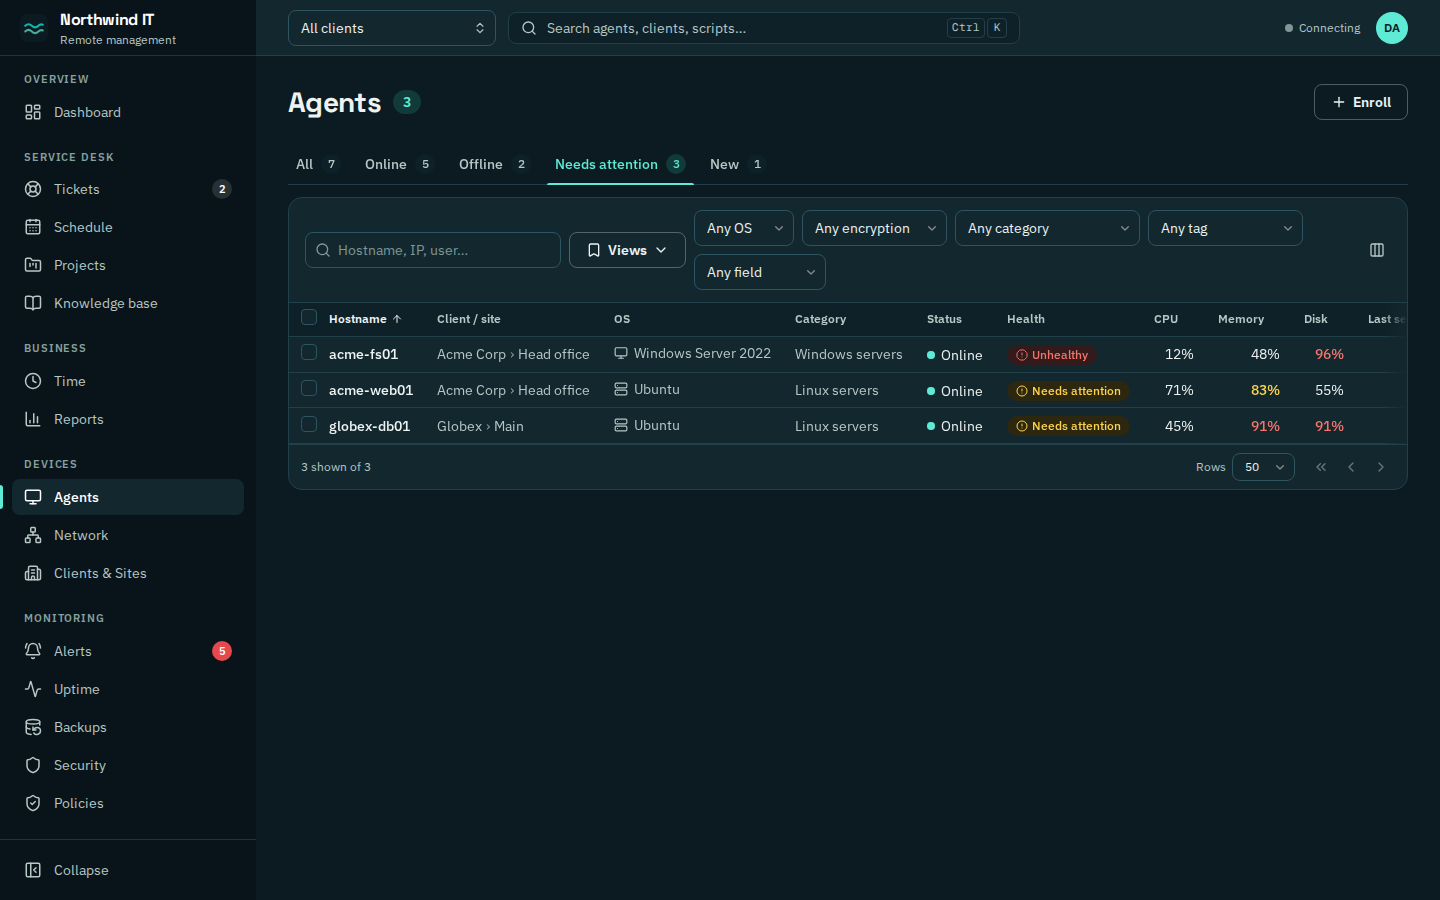 Northwind IT
Remote management
All clients
Search agents, clients, scripts...
Ctrl K
Connecting
DA
OVERVIEW
Dashboard
SERVICE DESK
Tickets 2
Schedule
Projects
Knowledge base
BUSINESS
Time
Reports
DEVICES
Agents
Network
Clients & Sites
MONITORING
Alerts 5
Uptime
Backups
Security
Policies
Collapse
Agents 3
Enroll
All 7 Online 5 Offline 2 Needs attention 3 New 1
Hostname, IP, user...
Views
Any OS Any encryption Any category Any tag
Any field
Hostname Client / site OS Category Status Health CPU Memory Disk Last
acme-fs01 Acme Corp › Head office Windows Server 2022 Windows servers Online Unhealthy 12% 48% 96%
acme-web01 Acme Corp › Head office Ubuntu Linux servers Online Needs attention 71% 83% 55%
globex-db01 Globex › Main Ubuntu Linux servers Online Needs attention 45% 91% 91%
3 shown of 3
Rows 50